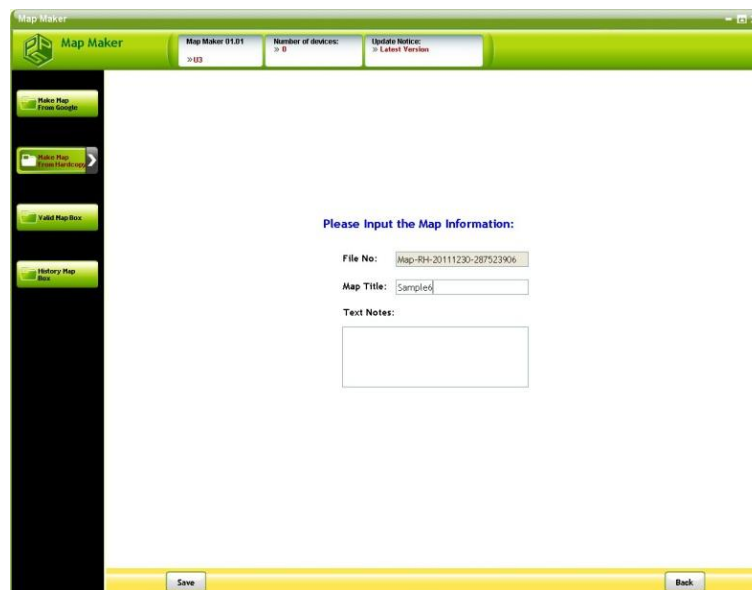 Map Maker
Map Maker
Map Maker 01.01
» U3
Number of devices:
» 0
Update Notice:
» Latest Version
Make Map
From Google
Make Map
From Hardcopy
Valid Map Box
History Map
Box
Please Input the Map Information:
File No:
Map-RH-20111230-287523906
Map Title:
Sample6
Text Notes:
Save
Back